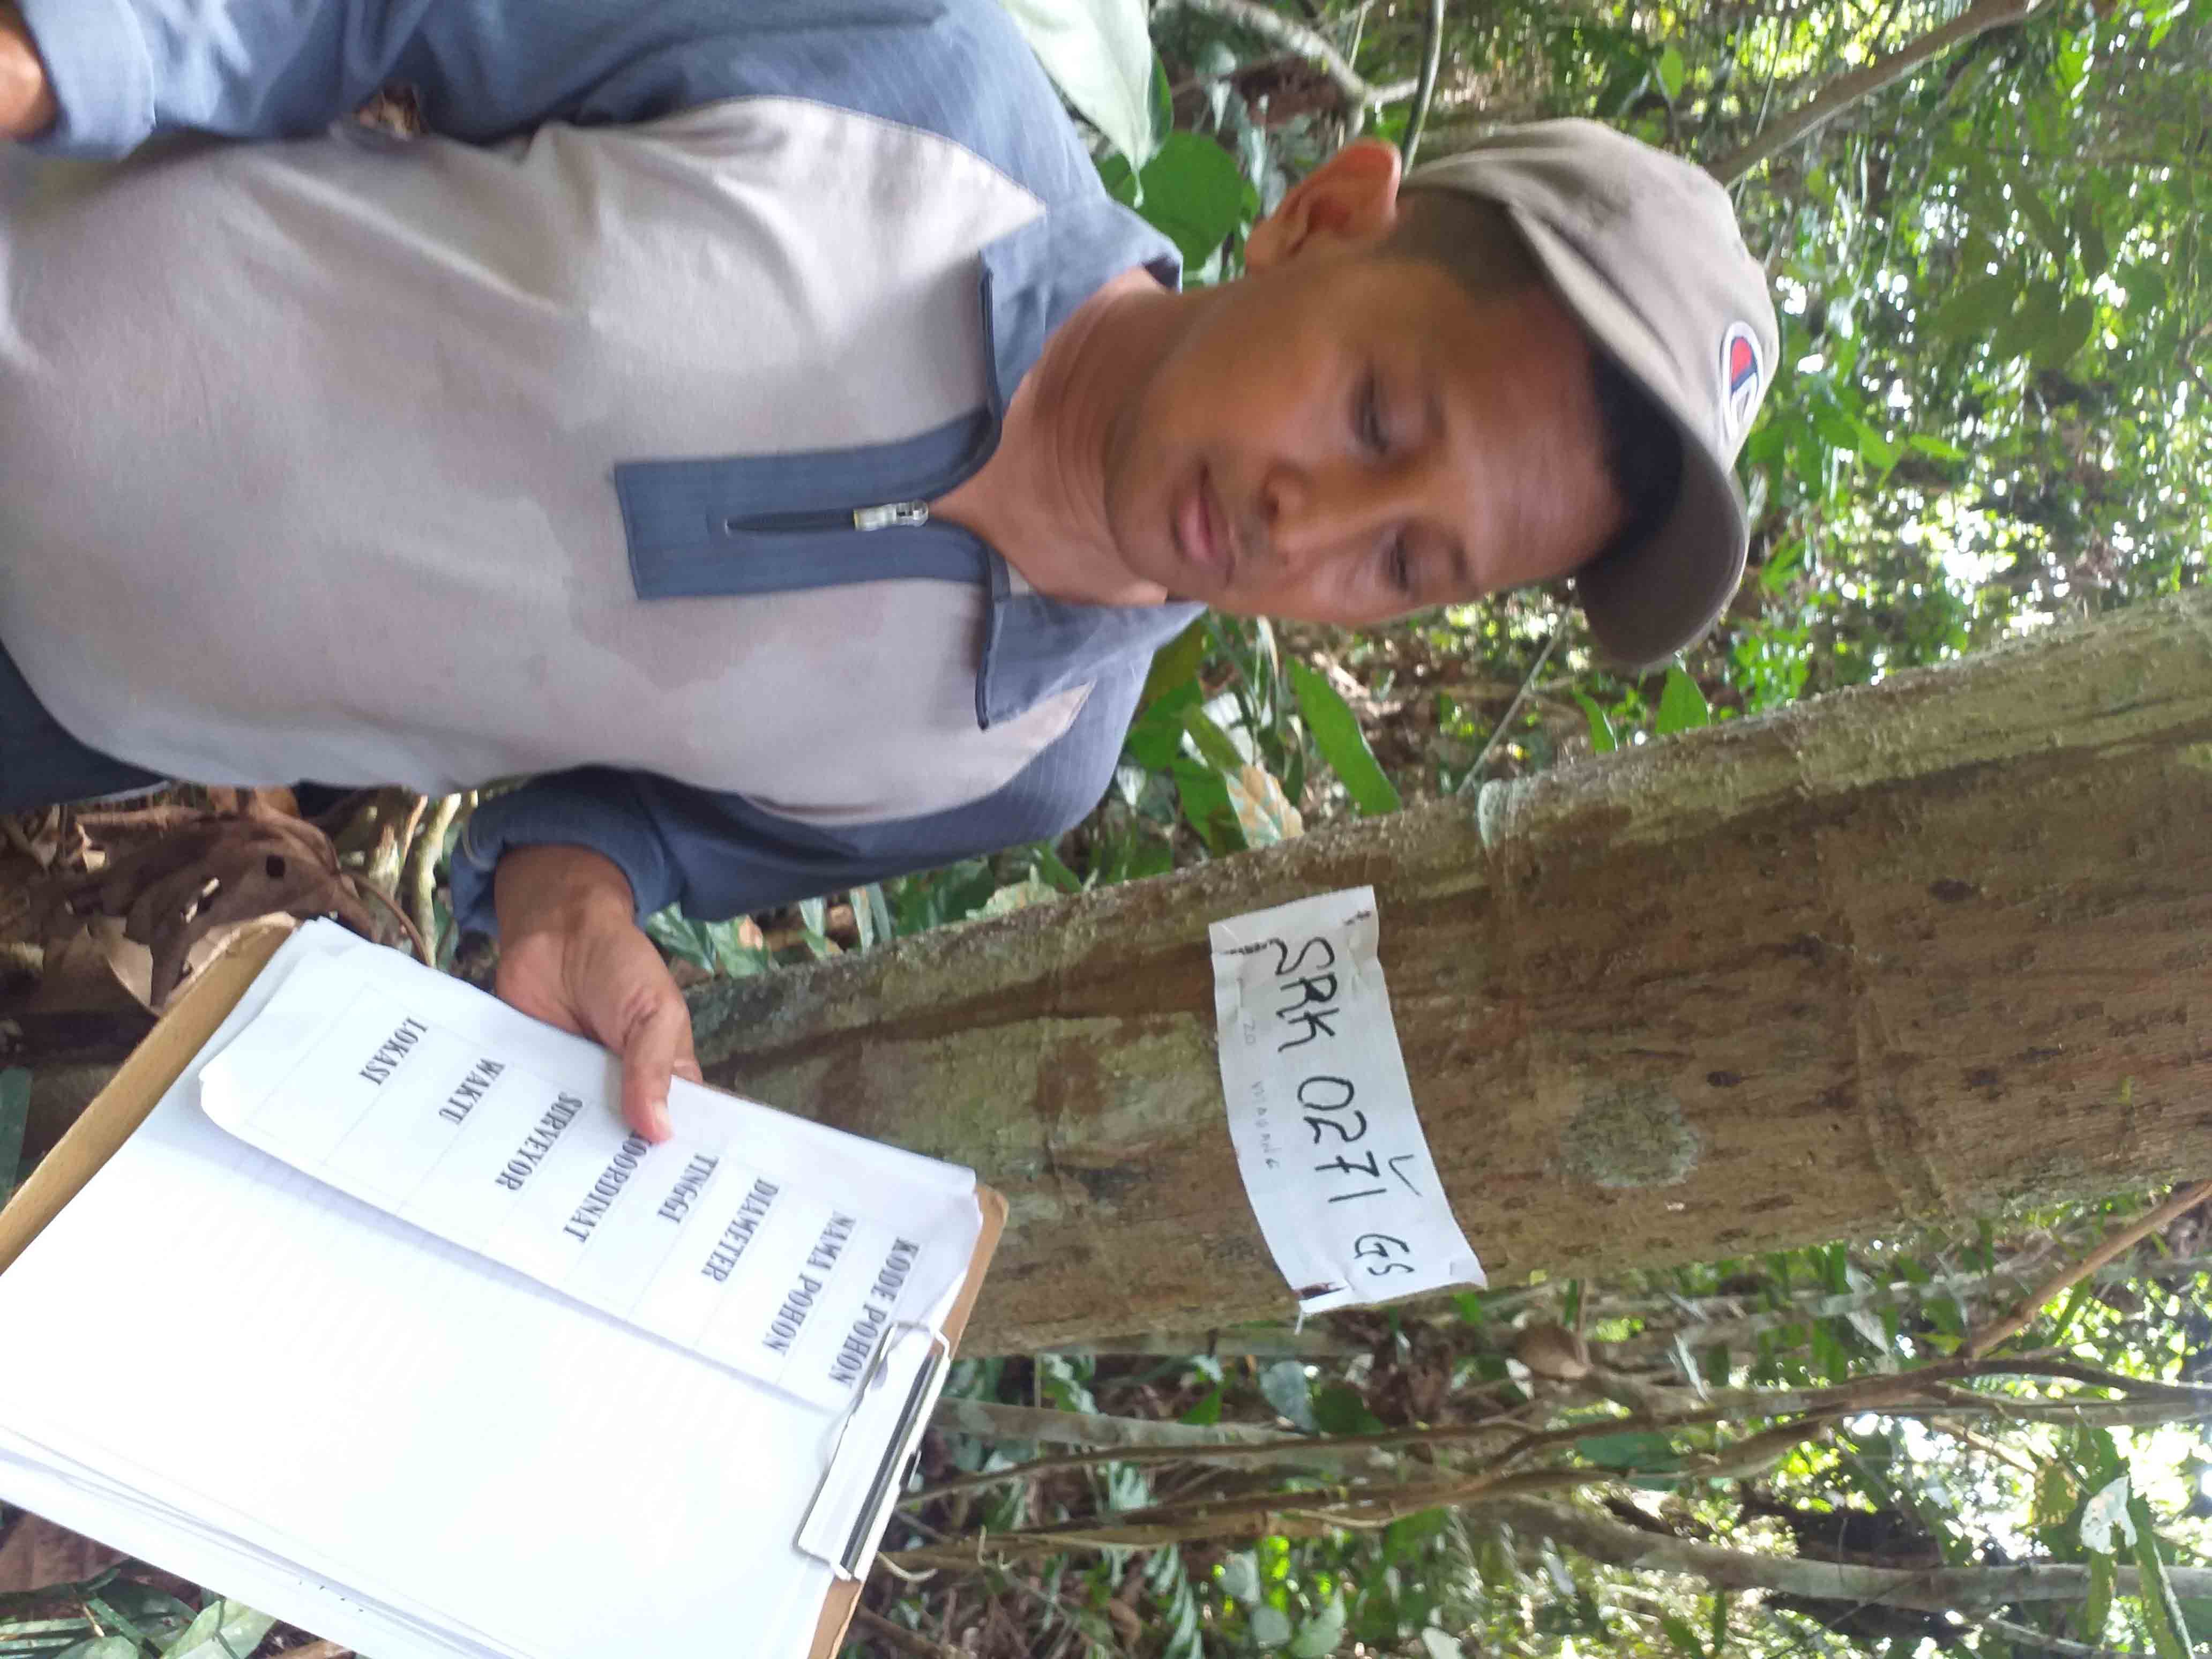 SRK 0271 GS
20
KODE POHON
NAMA POHON
DIAMETER
TINGGI
KOORDINAT
SURVEYOR
WAKTU
LOKASI